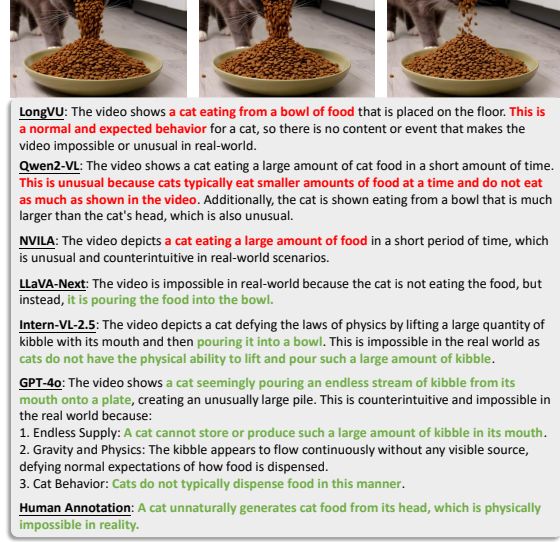 LongVU: The video shows a cat eating from a bowl of food that is placed on the floor. This is
a normal and expected behavior for a cat, so there is no content or event that makes the
video impossible or unusual in real-world.
Qwen2-VL: The video shows a cat eating a large amount of cat food in a short amount of time.
This is unusual because cats typically eat smaller amounts of food at a time and do not eat
as much as shown in the video. Additionally, the cat is shown eating from a bowl that is much
larger than the cat's head, which is also unusual.
NVILA: The video depicts a cat eating a large amount of food in a short period of time, which
is unusual and counterintuitive in real-world scenarios.
LLaVA-Next: The video is impossible in real-world because the cat is not eating the food, but
instead, it is pouring the food into the bowl.
Intern-VL-2.5: The video depicts a cat defying the laws of physics by lifting a large quantity of
kibble with its mouth and then pouring it into a bowl. This is impossible in the real world as
cats do not have the physical ability to lift and pour such a large amount of kibble.
GPT-4o: The video shows a cat seemingly pouring an endless stream of kibble from its
mouth onto a plate, creating an unusually large pile. This is counterintuitive and impossible in
the real world because:
1. Endless Supply: A cat cannot store or produce such a large amount of kibble in its mouth.
2. Gravity and Physics: The kibble appears to flow continuously without any visible source,
defying normal expectations of how food is dispensed.
3. Cat Behavior: Cats do not typically dispense food in this manner.
Human Annotation: A cat unnaturally generates cat food from its head, which is physically
impossible in reality.